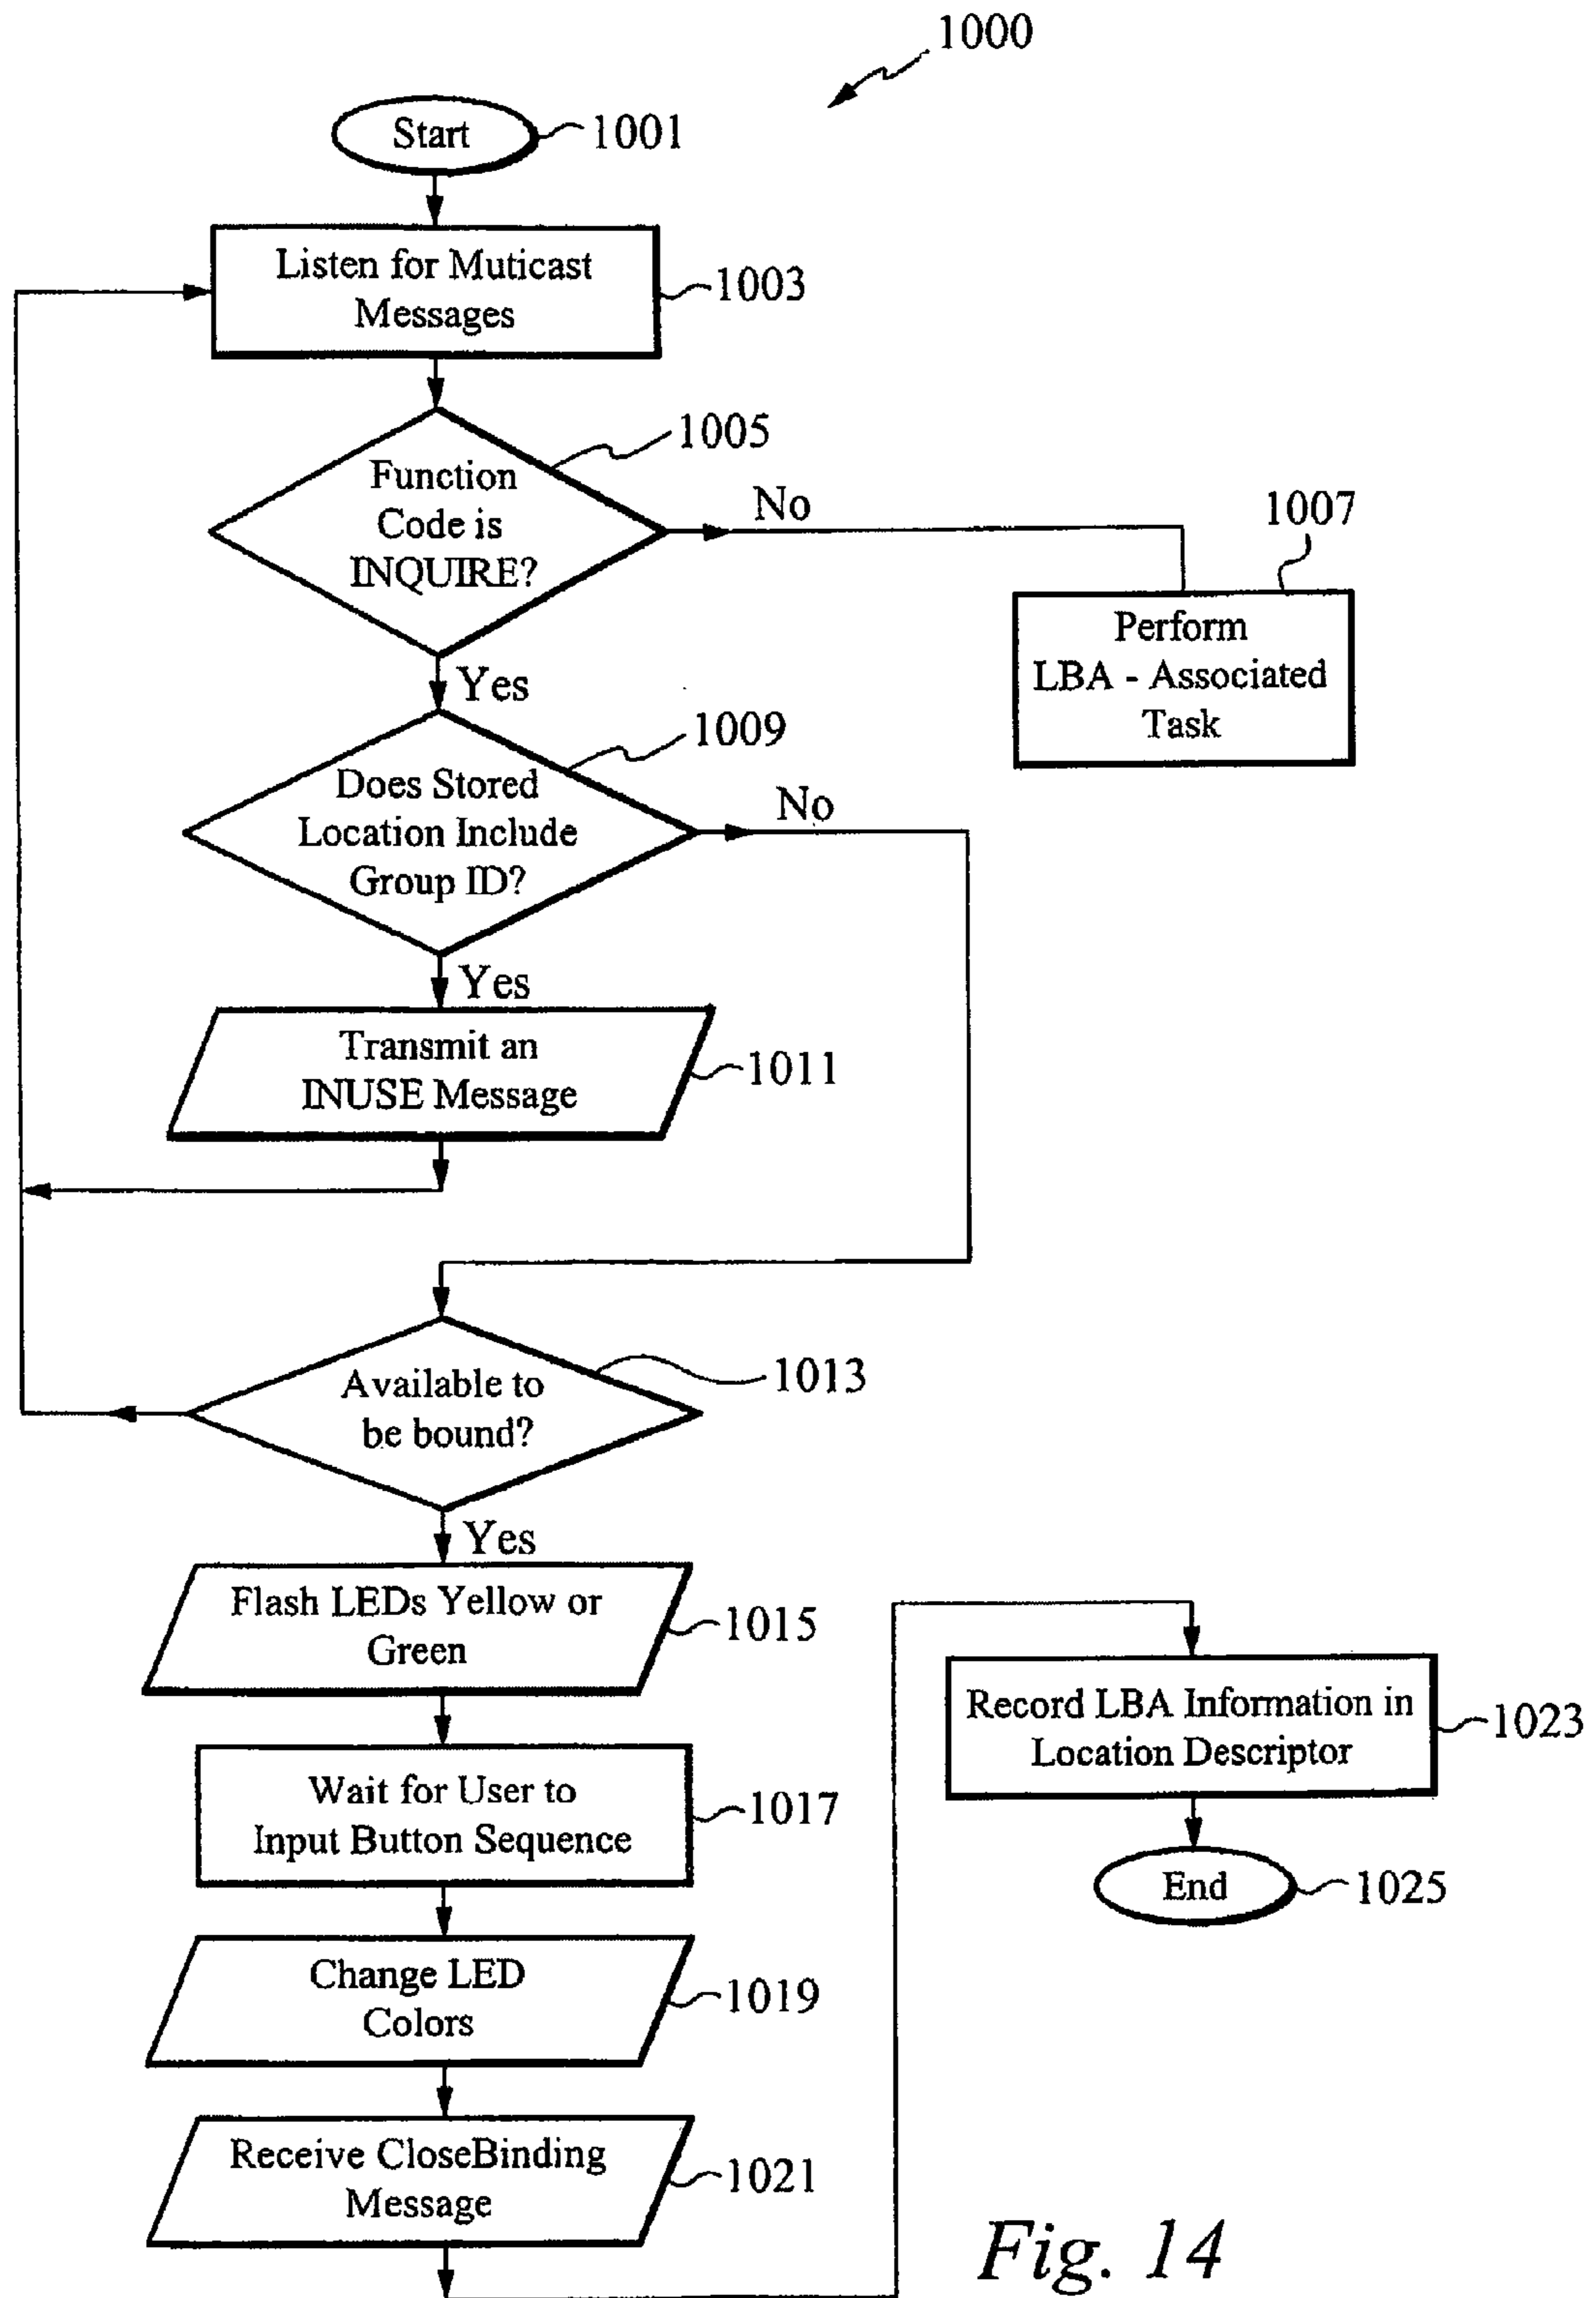 1000
Start
1001
Listen for Muticast
Messages
1003
Function
Code is
INQUIRE?
1005
No
1007
Perform
LBA - Associated
Task
Yes
Does Stored
Location Include
Group ID?
1009
No
Yes
Transmit an
INUSE Message
1011
Available to
be bound?
1013
Yes
Flash LEDs Yellow or
Green
1015
Wait for User to
Input Button Sequence
1017
Change LED
Colors
1019
Receive CloseBinding
Message
1021
Record LBA Information in
Location Descriptor
1023
End
1025
Fig. 14